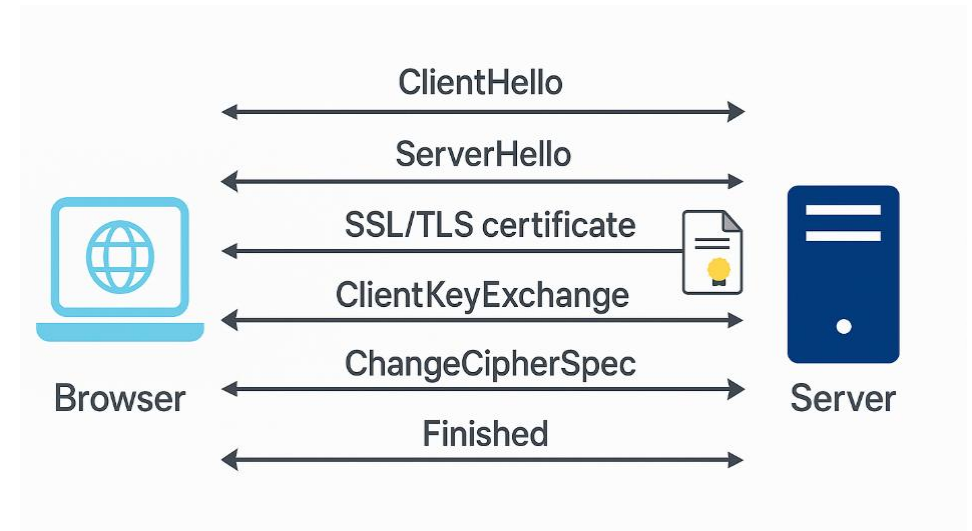 ClientHello
ServerHello
SSL/TLS certificate
ClientKeyExchange
ChangeCipherSpec
Finished
Browser
Server